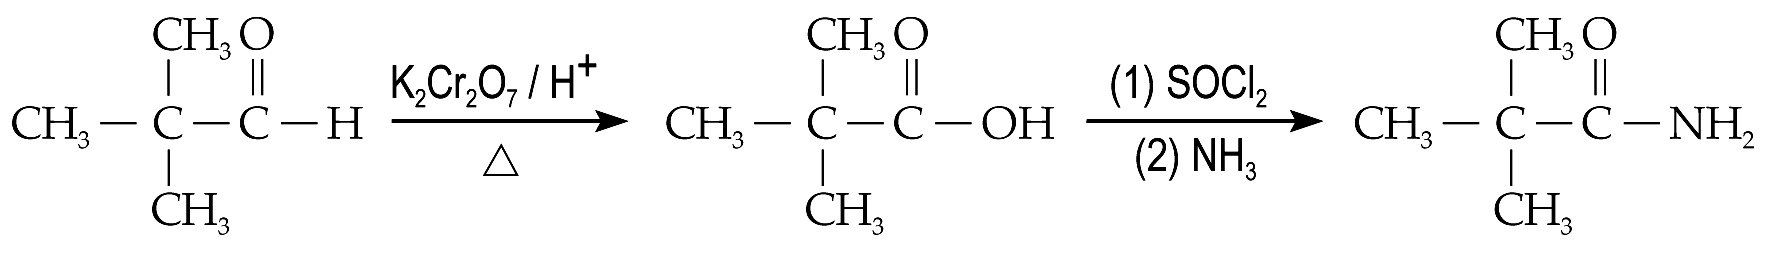 CH₃ O CH₃ O CH₃ O
K₂Cr₂O₇ / H⁺ (1) SOCl₂
CH₃ — C — C — H CH₃ — C — C — OH CH₃ — C — C — NH₂
△ (2) NH₃
CH₃ CH₃ CH₃